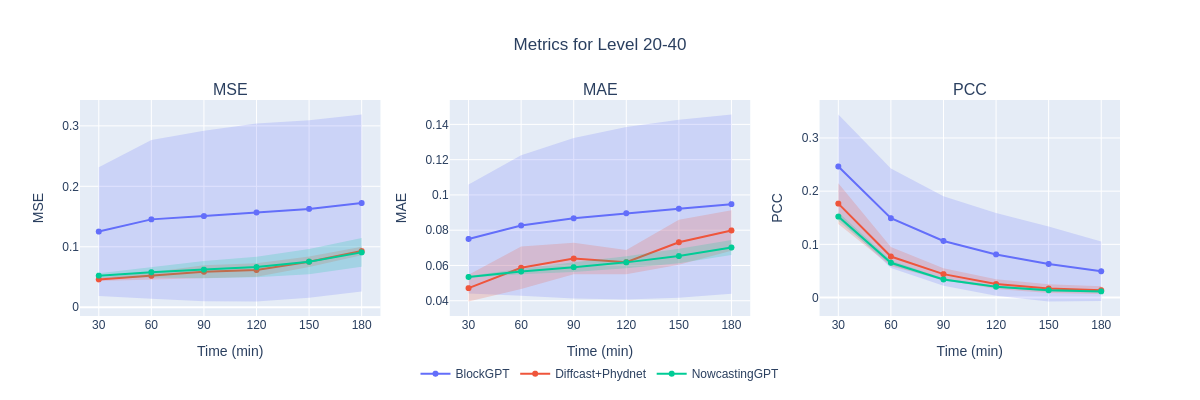 Metrics for Level 20-40
MSE
MAE
PCC
MSE
0.3
0.2
0.1
0
30 60 90 120 150 180
Time (min)
MAE
0.14
0.12
0.1
0.08
0.06
0.04
30 60 90 120 150 180
Time (min)
PCC
0.3
0.2
0.1
0
30 60 90 120 150 180
Time (min)
BlockGPT Diffcast+Phydnet NowcastingGPT